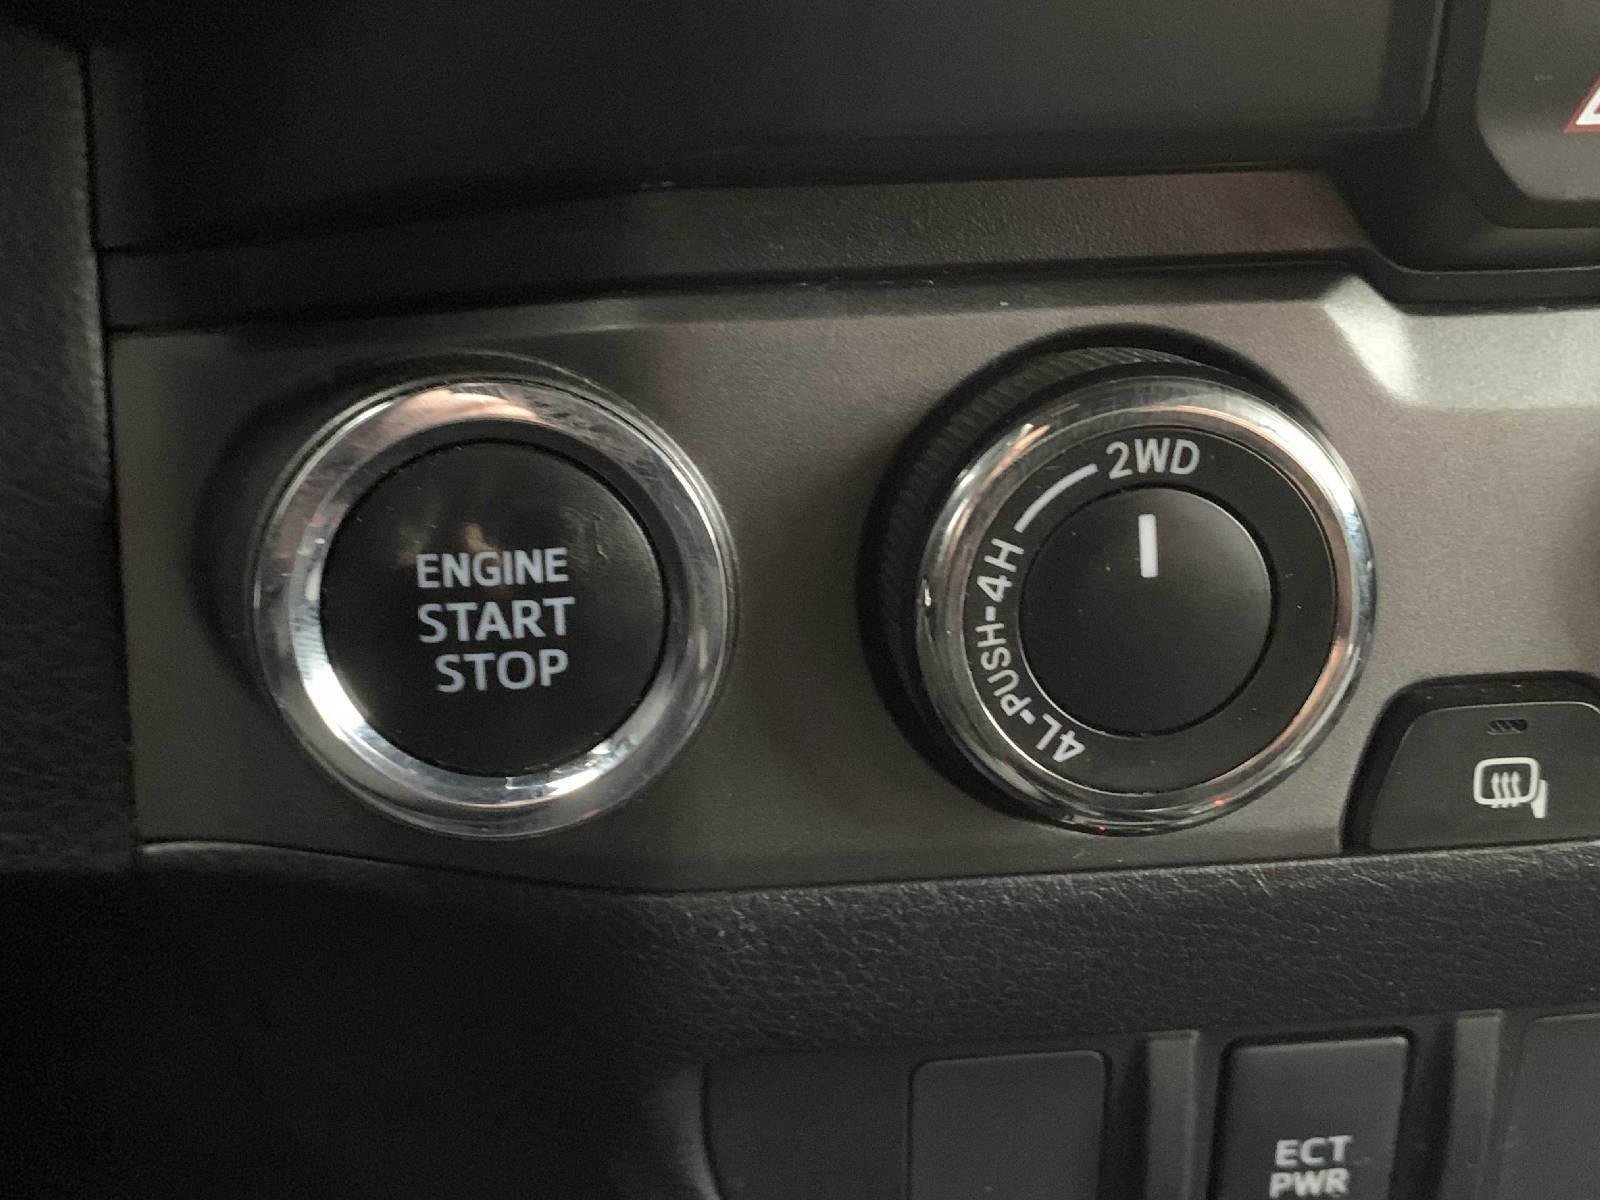 ENGINE
START
STOP
2WD
4L-PUSH-4H
ECT
PWR